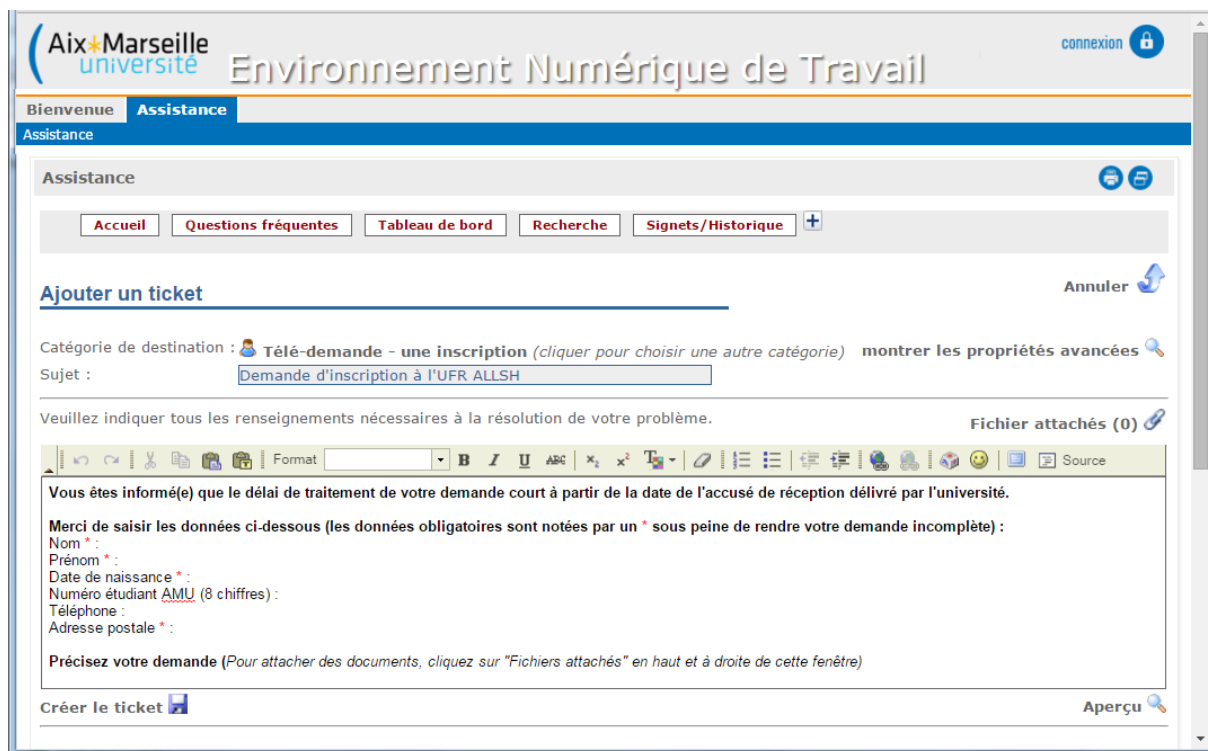 Aix*Marseille
université
Environnement Numérique de Travail
connexion
Bienvenue Assistance
Assistance
Assistance
Accueil Questions fréquentes Tableau de bord Recherche Signets/Historique
Annuler
Ajouter un ticket
Catégorie de destination : Télé-demande - une inscription (cliquer pour choisir une autre catégorie) montrer les propriétés avancées
Sujet : Demande d'inscription à l'UFR ALLSH
Veuillez indiquer tous les renseignements nécessaires à la résolution de votre problème.
Fichier attachés (0)
Format B I U ABC x₂ x² T Source
Vous êtes informé(e) que le délai de traitement de votre demande court à partir de la date de l'accusé de réception délivré par l'université.
Merci de saisir les données ci-dessous (les données obligatoires sont notées par un * sous peine de rendre votre demande incomplète) :
Nom * :
Prénom * :
Date de naissance * :
Numéro étudiant AMU (8 chiffres) :
Téléphone :
Adresse postale * :
Précisez votre demande (Pour attacher des documents, cliquez sur "Fichiers attachés" en haut et à droite de cette fenêtre)
Créer le ticket Aperçu